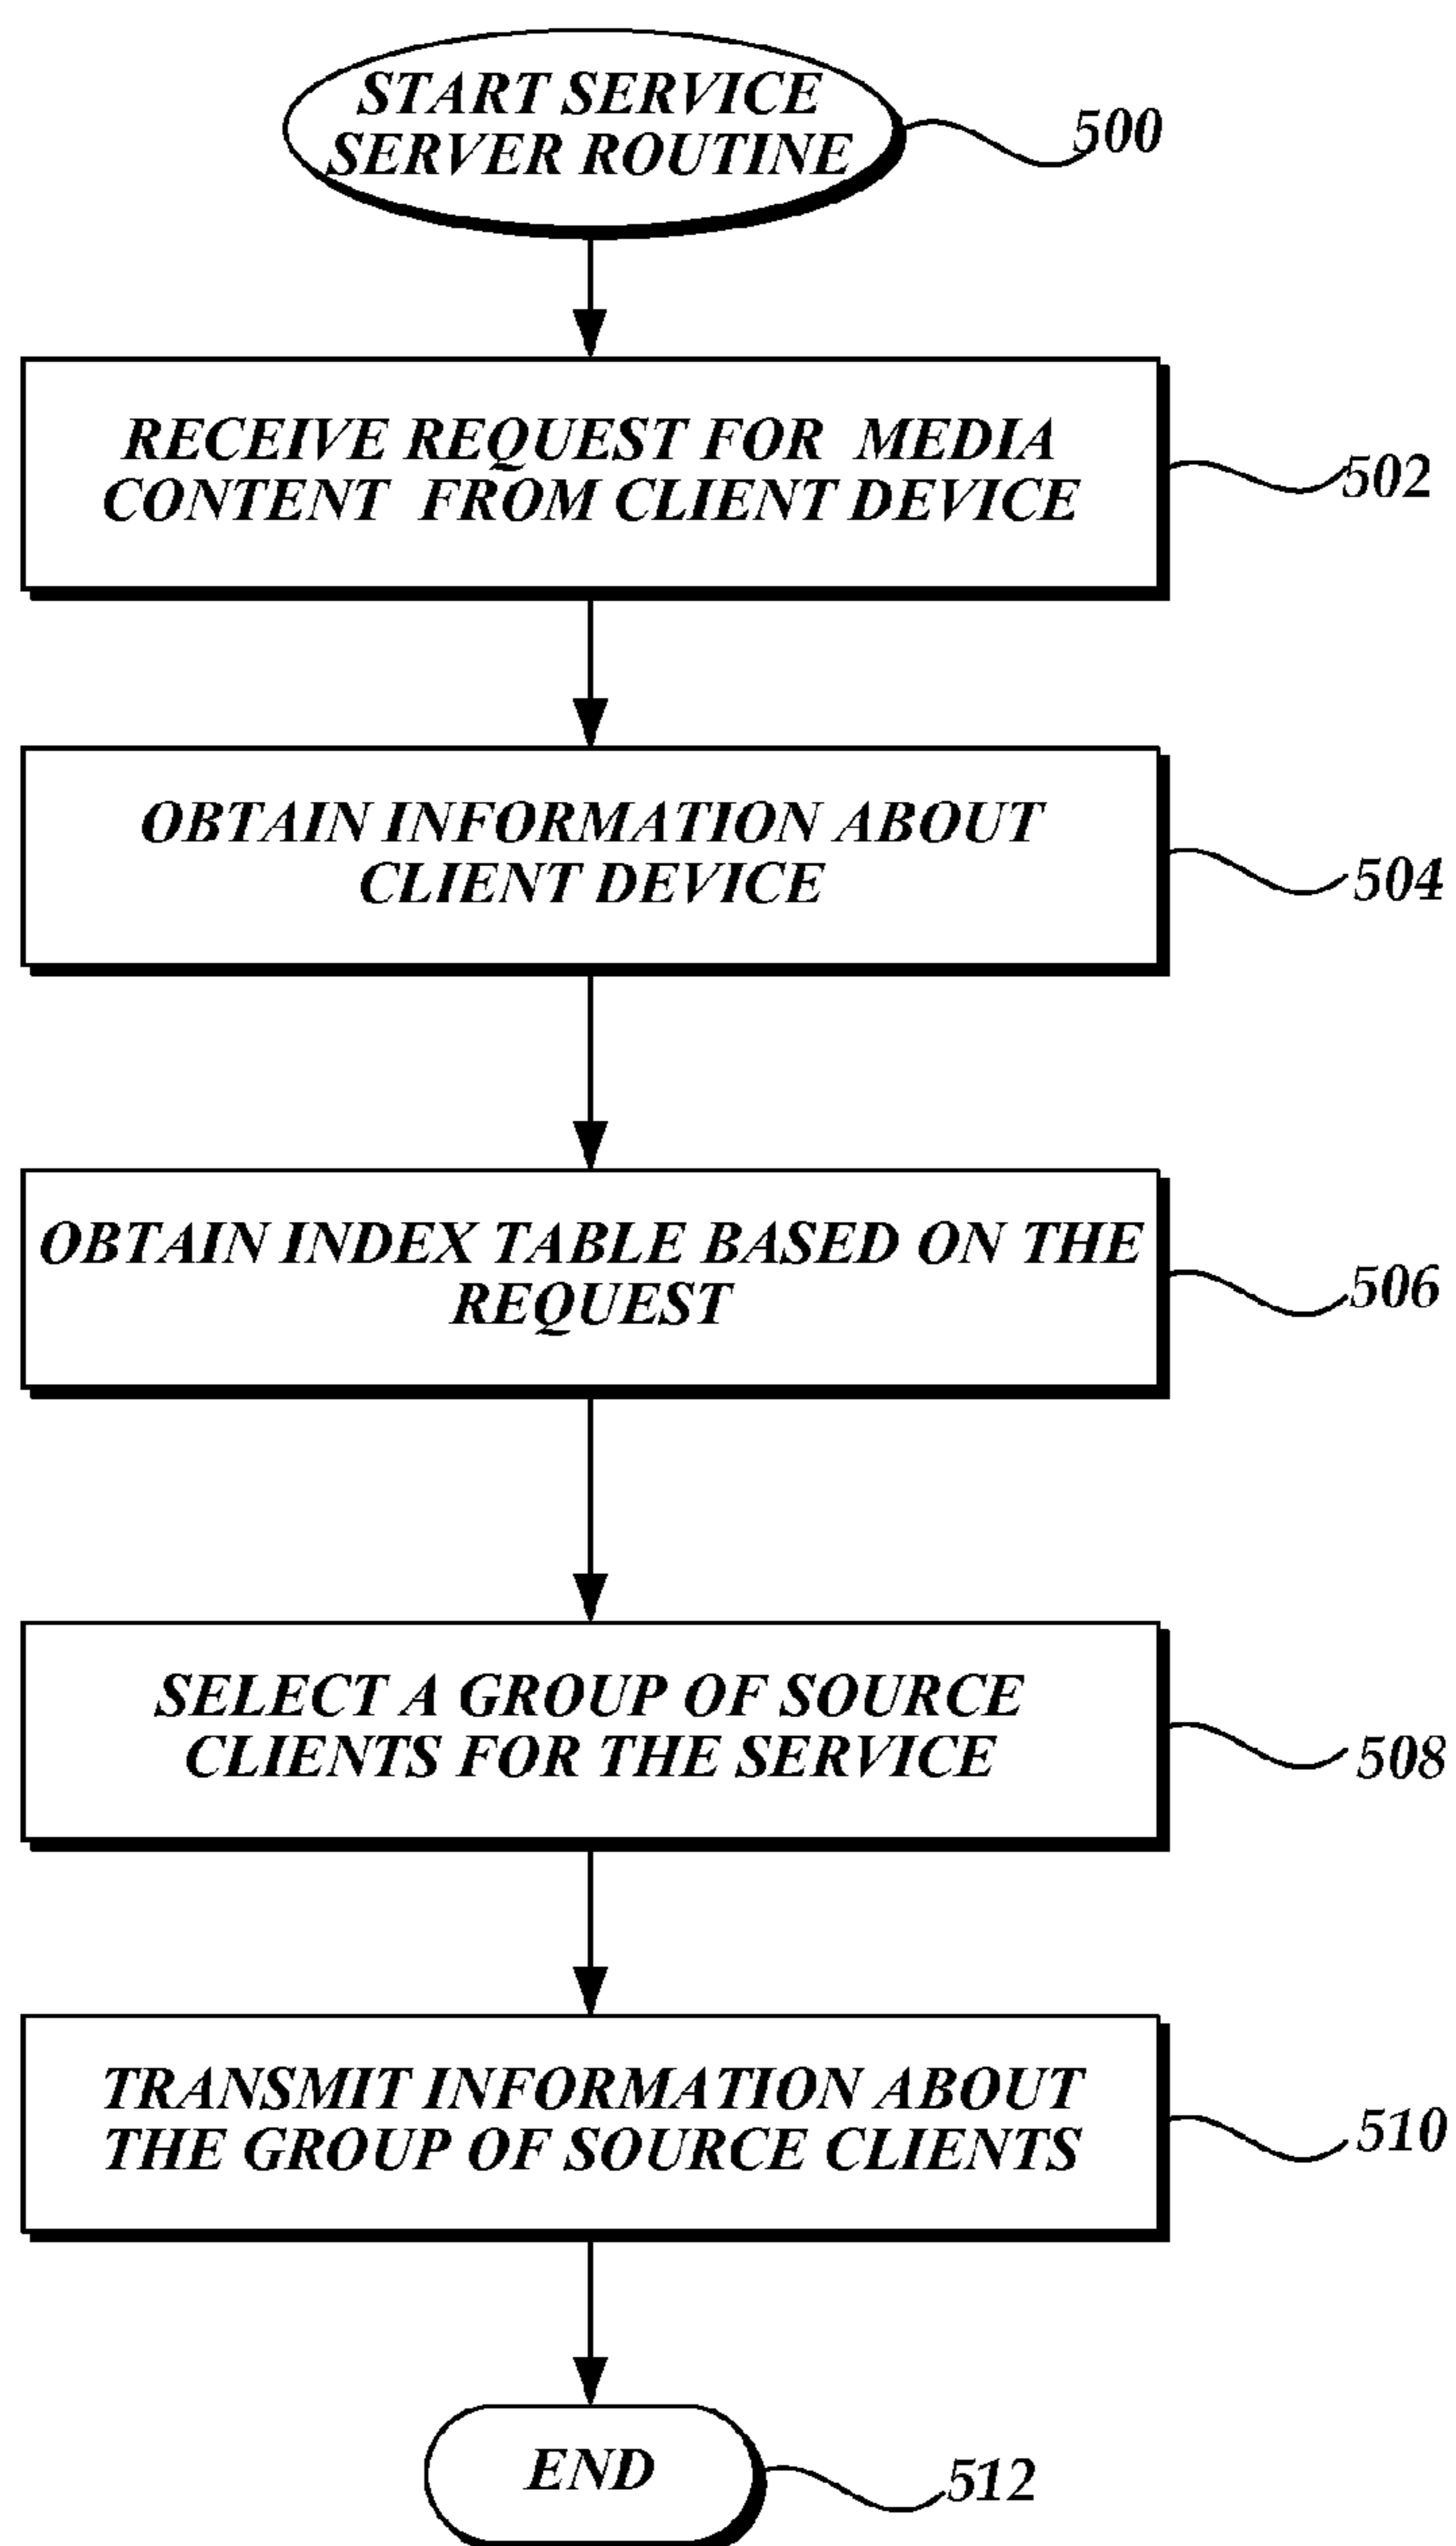 START SERVICE
SERVER ROUTINE
500
RECEIVE REQUEST FOR MEDIA
CONTENT FROM CLIENT DEVICE
502
OBTAIN INFORMATION ABOUT
CLIENT DEVICE
504
OBTAIN INDEX TABLE BASED ON THE
REQUEST
506
SELECT A GROUP OF SOURCE
CLIENTS FOR THE SERVICE
508
TRANSMIT INFORMATION ABOUT
THE GROUP OF SOURCE CLIENTS
510
END
512